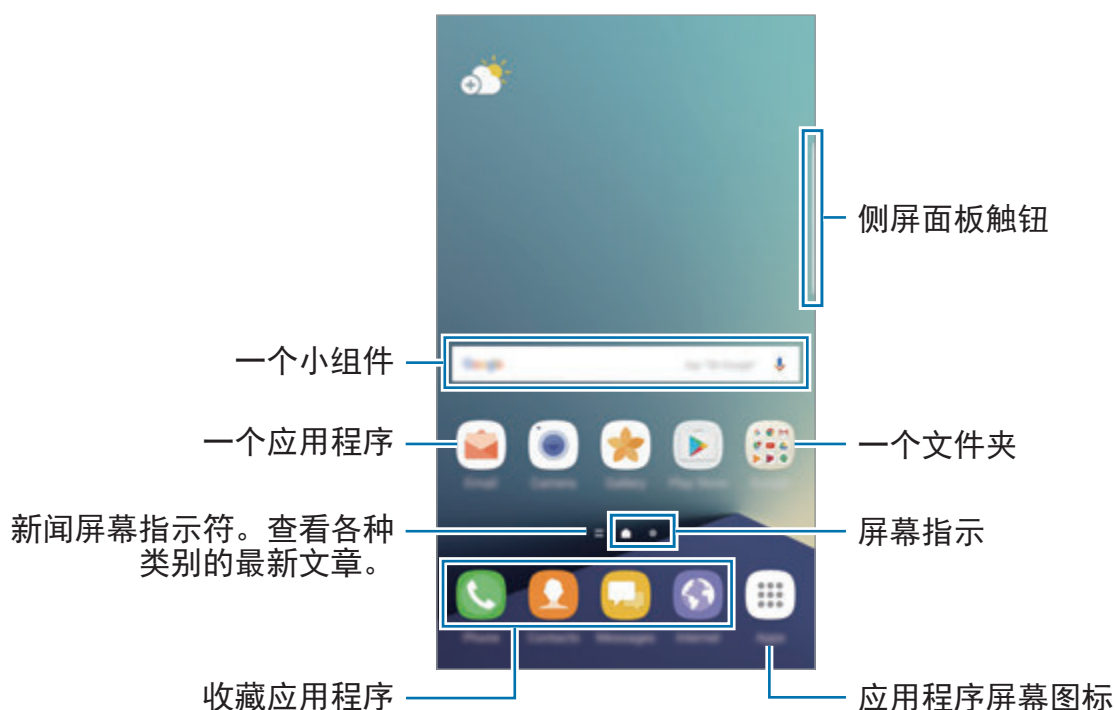 侧屏面板触钮
一个小组件
一个应用程序
一个文件夹
新闻屏幕指示符。查看各种
类别的最新文章。
屏幕指示
收藏应用程序
应用程序屏幕图标